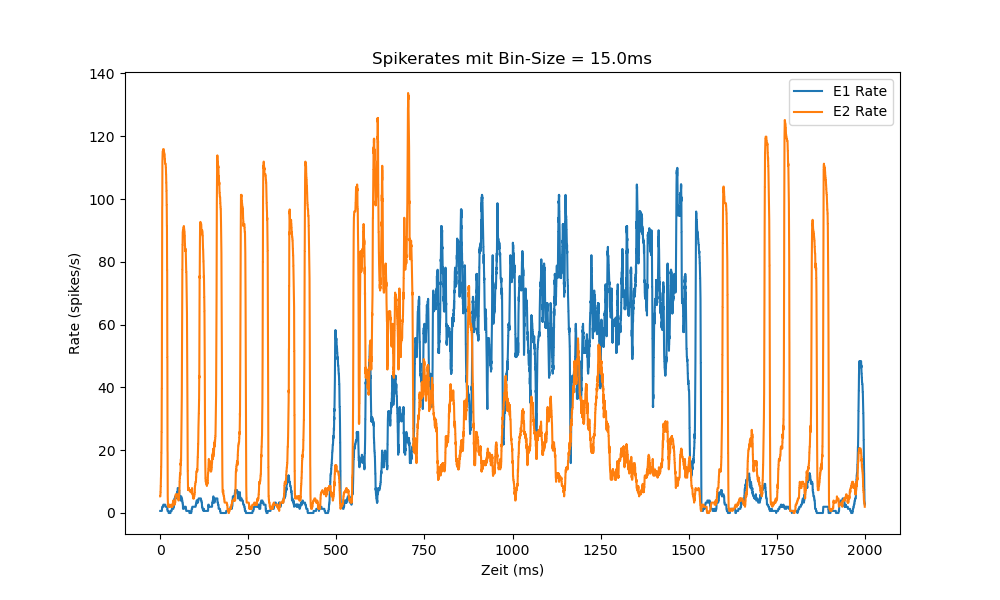 Spikerates mit Bin-Size = 15.0ms
140
120
100
80
60
40
20
0
Rate (spikes/s)
E1 Rate
E2 Rate
0 250 500 750 1000 1250 1500 1750 2000
Zeit (ms)